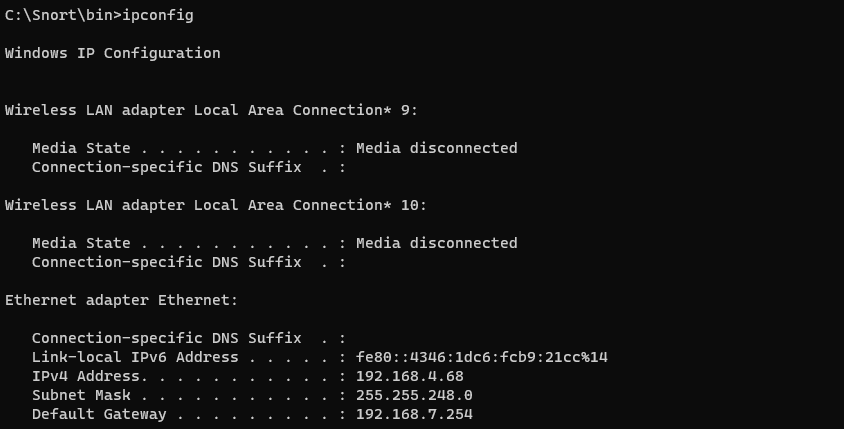 C:\Snort\bin>ipconfig
Windows IP Configuration
Wireless LAN adapter Local Area Connection* 9:
Media State . . . . . . . . . . . : Media disconnected
Connection-specific DNS Suffix  . :
Wireless LAN adapter Local Area Connection* 10:
Media State . . . . . . . . . . . : Media disconnected
Connection-specific DNS Suffix  . :
Ethernet adapter Ethernet:
Connection-specific DNS Suffix  . :
Link-local IPv6 Address . . . . . : fe80::4346:1dc6:fcb9:21cc%14
IPv4 Address. . . . . . . . . . . : 192.168.4.68
Subnet Mask . . . . . . . . . . . : 255.255.248.0
Default Gateway . . . . . . . . . : 192.168.7.254